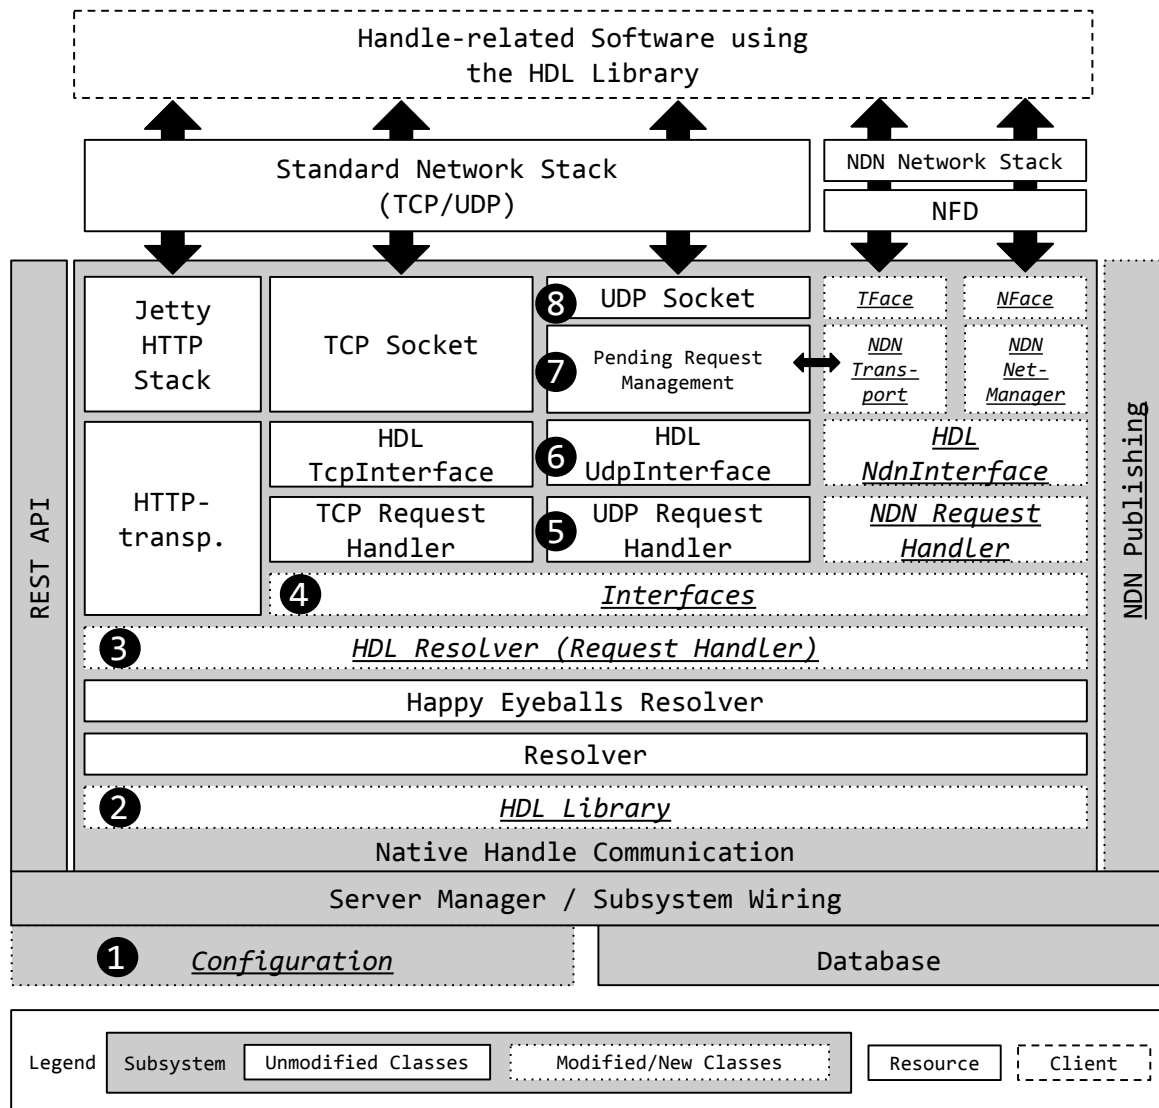 Handle-related Software using
the HDL Library
Standard Network Stack
(TCP/UDP)
NDN Network Stack
NFD
REST API
Jetty
HTTP
Stack
TCP Socket
8
UDP Socket
7
Pending Request
Management
TFace
NFace
NDN
Trans-
port
NDN
Net-
Manager
HTTP-
transp.
HDL
TcpInterface
6
HDL
UdpInterface
HDL
NdnInterface
TCP Request
Handler
5
UDP Request
Handler
NDN Request
Handler
4
Interfaces
3
HDL Resolver (Request Handler)
Happy Eyeballs Resolver
Resolver
2
HDL Library
Native Handle Communication
NDN Publishing
Server Manager / Subsystem Wiring
1
Configuration
Database
Legend
Subsystem
Unmodified Classes
Modified/New Classes
Resource
Client